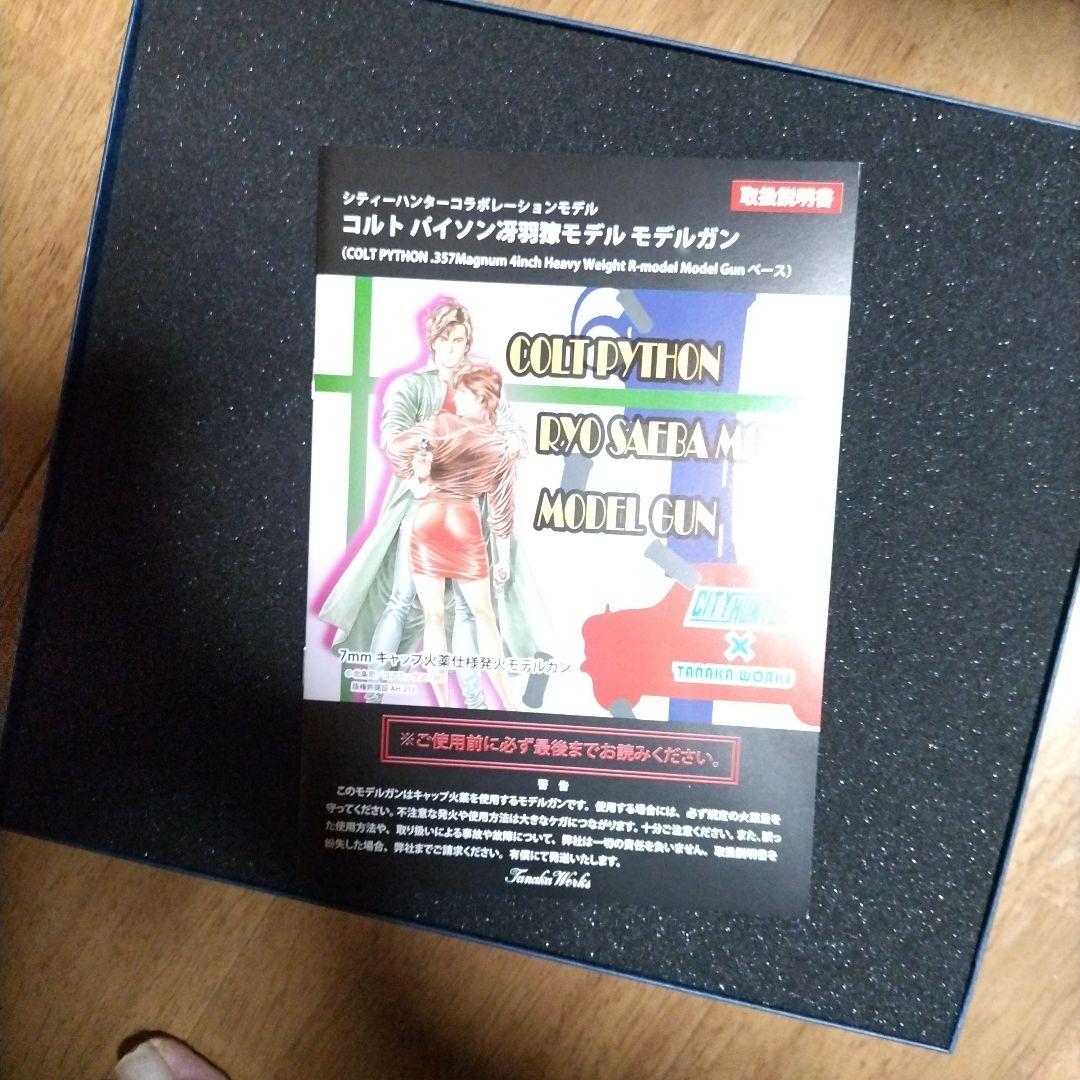 取扱説明書
シティーハンターコラボレーションモデル
コルト パイソン冴羽獠モデル モデルガン
(COLT PYTHON .357Magnum 4inch Heavy Weight R-model Model Gun ベース)
COLT PYTHON
RYO SAEBA
MODEL GUN
CITY HUNTE
×
TANAKA WORKS
7mm キャップ火薬仕様発火モデルガン
版権許諾証 AH-212
※ご使用前に必ず最後までお読みください。
警 告
このモデルガンはキャップ火薬を使用するモデルガンです。使用する場合には、必ず規定の火薬量を
守ってください。不注意な発火や使用方法は大きなケガにつながります。十分ご注意ください。また、誤っ
た使用方法や、取り扱いによる事故や故障について、弊社は一切の責任を負いません。取扱説明書を
紛失した場合、弊社までご請求ください。有償にて発送いたします。
Tanaka Works